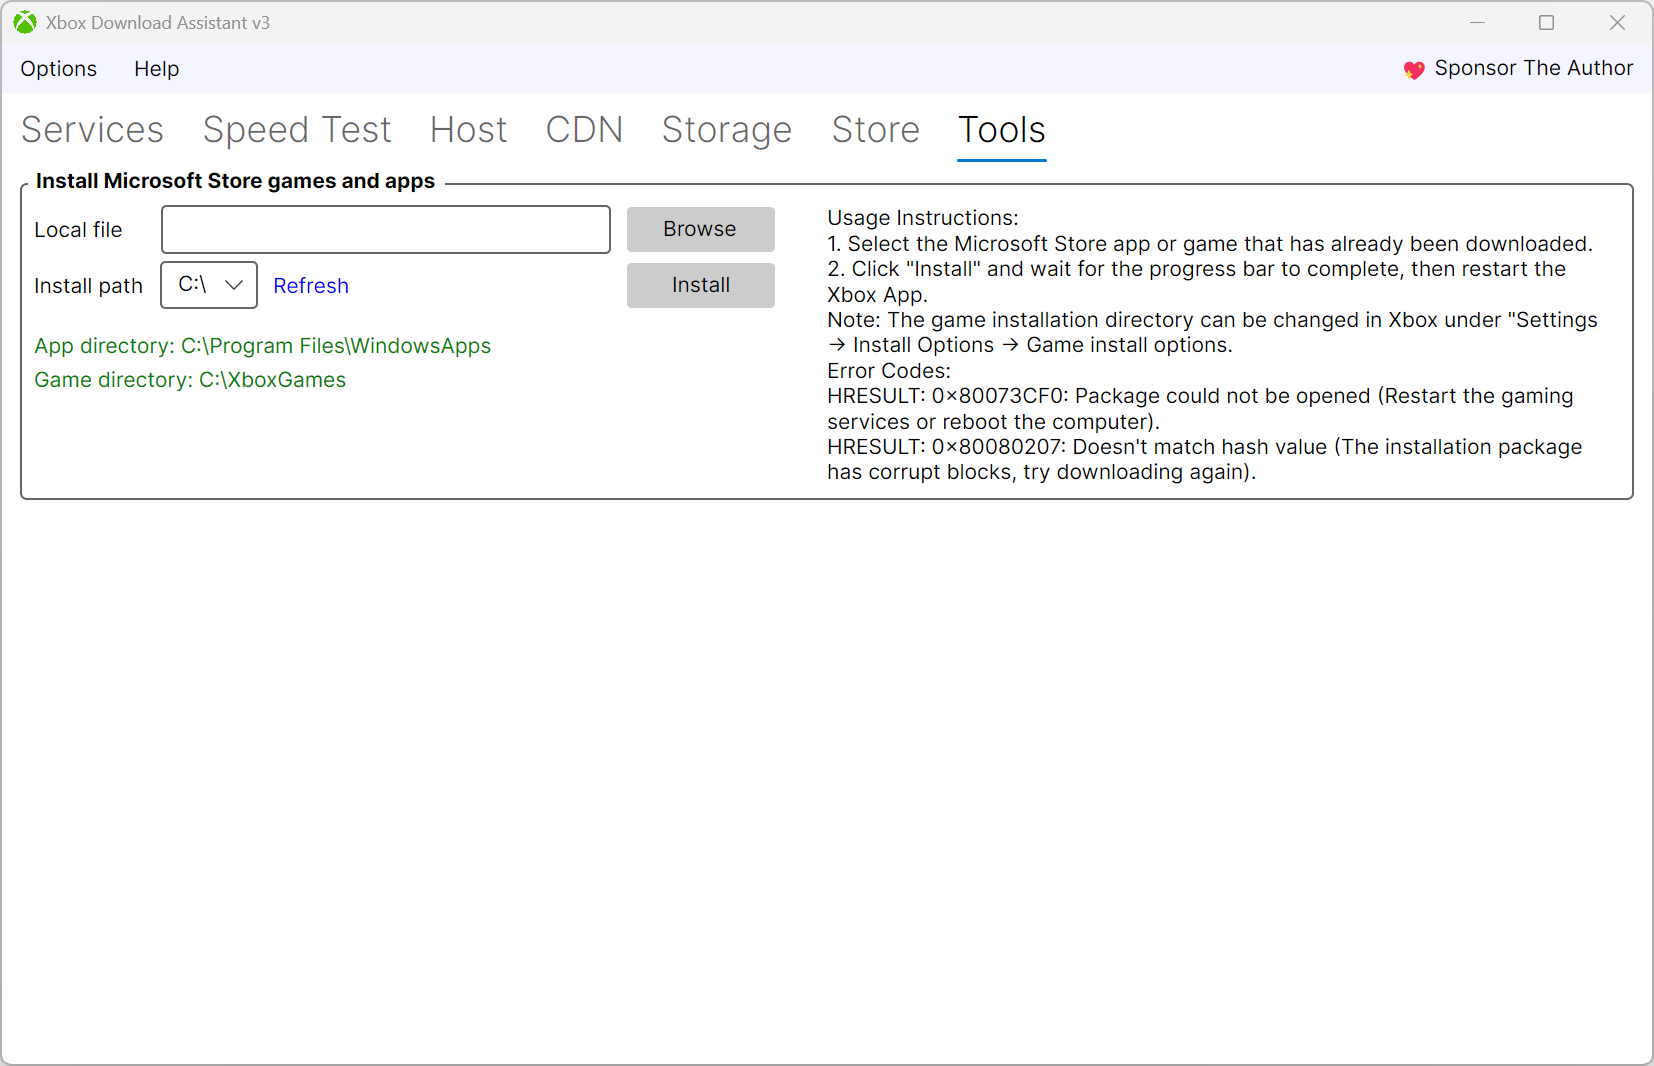 Xbox Download Assistant v3
Options Help 💖 Sponsor The Author
Services Speed Test Host CDN Storage Store Tools
Install Microsoft Store games and apps
Local file Browse
Install path C:\ Refresh Install
App directory: C:\Program Files\WindowsApps
Game directory: C:\XboxGames
Usage Instructions:
1. Select the Microsoft Store app or game that has already been downloaded.
2. Click "Install" and wait for the progress bar to complete, then restart the
Xbox App.
Note: The game installation directory can be changed in Xbox under "Settings
→ Install Options → Game install options.
Error Codes:
HRESULT: 0×80073CF0: Package could not be opened (Restart the gaming
services or reboot the computer).
HRESULT: 0×80080207: Doesn't match hash value (The installation package
has corrupt blocks, try downloading again).